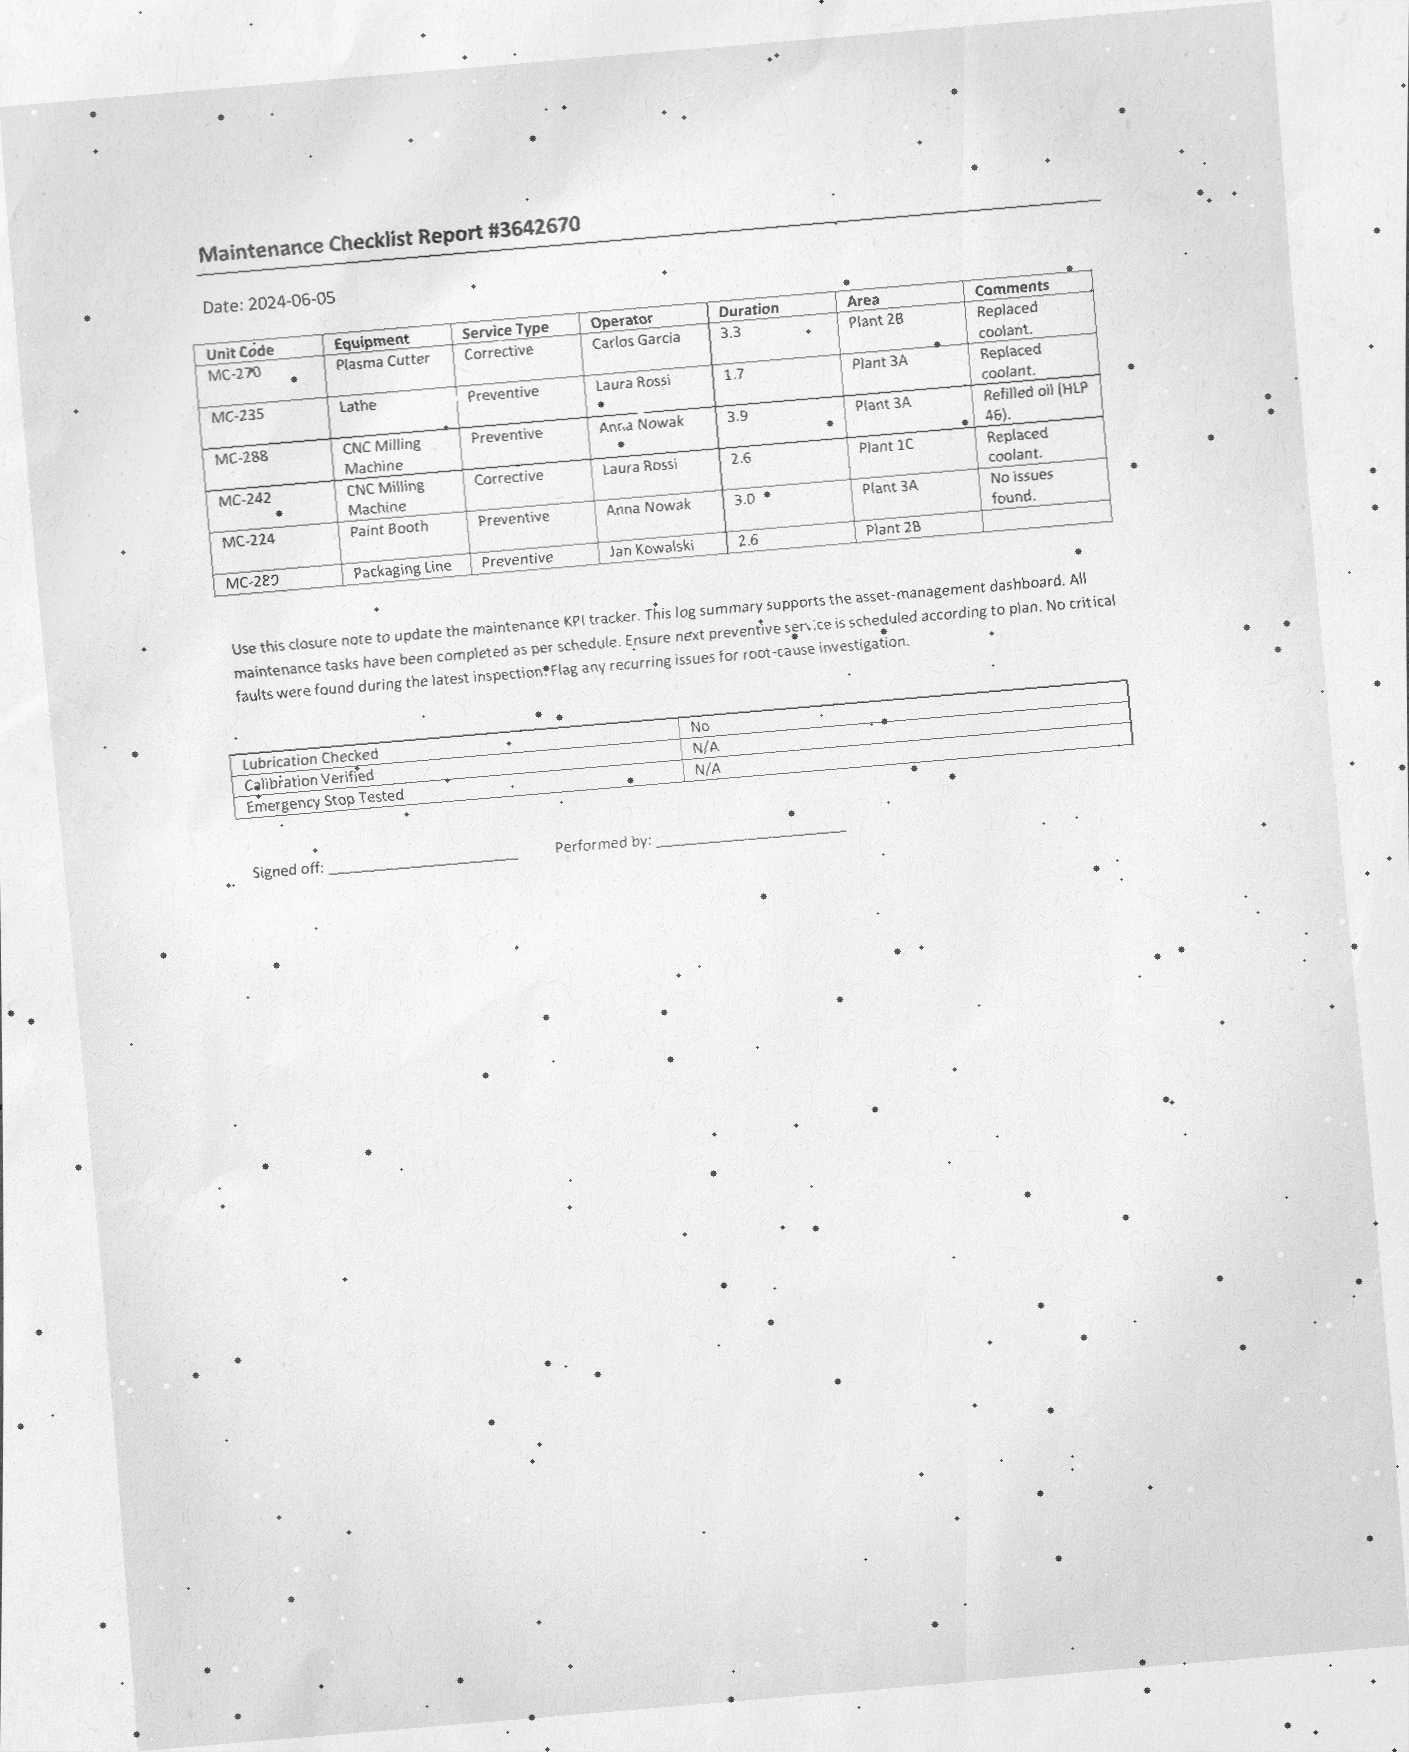 Maintenance Checklist Report #3642670
Date: 2024-06-05
Unit Code Equipment Service Type Operator Duration Area Comments
MC-270 Plasma Cutter Corrective Carlos Garcia 3.3 Plant 2B Replaced
coolant.
MC-235 Lathe Preventive Laura Rossi 1.7 Plant 3A Replaced
coolant.
MC-288 CNC Milling Preventive Anna Nowak 3.9 Plant 3A Refilled oil (HLP
Machine 46).
MC-242 CNC Milling Corrective Laura Rossi 2.6 Plant 1C Replaced
Machine coolant.
MC-224 Paint Booth Preventive Anna Nowak 3.0 Plant 3A No issues
found.
Packaging Line Preventive Jan Kowalski 2.6 Plant 2B
Use this closure note to update the maintenance KPI tracker. This log summary supports the asset-management dashboard. All
maintenance tasks have been completed as per schedule. Ensure next preventive service is scheduled according to plan. No critical
faults were found during the latest inspection. Flag any recurring issues for root-cause investigation.
Lubrication Checked No
Calibration Verified N/A
Emergency Stop Tested N/A
Signed off: Performed by: